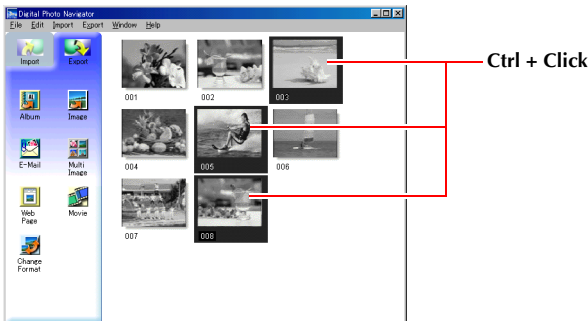 Digital Photo Navigator
File Edit Import Export Window Help
Import Export
001 002 003
Ctrl + Click
Album Image
004 005 006
E-Mail Multi Image
007 008
Web Page Movie
Change Format